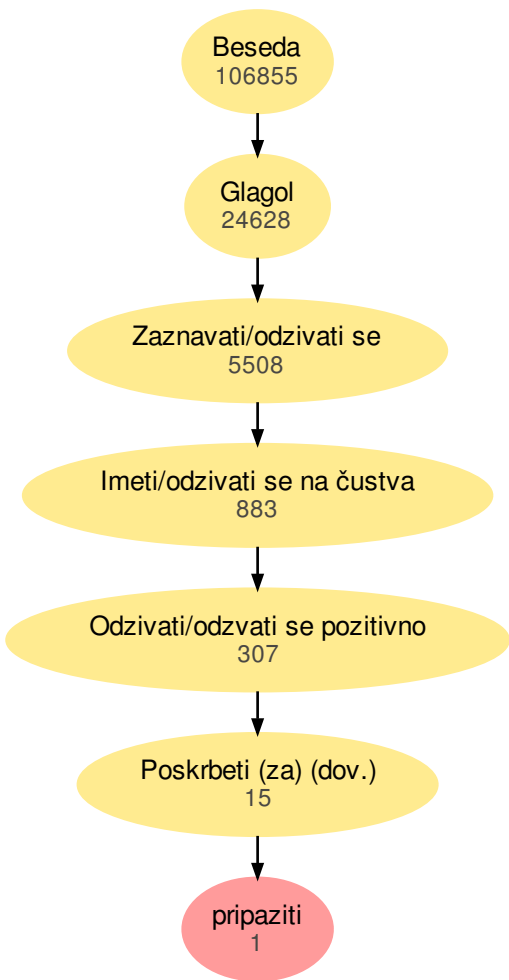 Beseda
106855
Glagol
24628
Zaznavati/odzivati se
5508
Imeti/odzivati se na čustva
883
Odzivati/odzvati se pozitivno
307
Poskrbeti (za) (dov.)
15
pripaziti
1